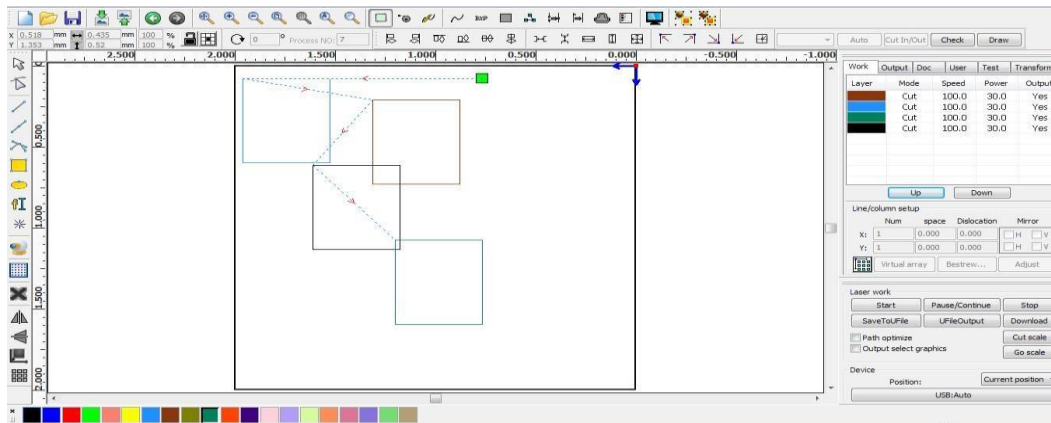 BMP
X 0.518 mm 0.435 mm 100 %
Y 1.353 mm 0.52 mm 100 %
0 ° Process NO: 7
Auto Cut In/Out Check Draw
2.500 2.000 1.500 1.000 0.500 0.000 -0.500 -1.000
0.500
1.000
1.500
2.000
Work Output Doc User Test Transform
Layer Mode Speed Power Output
Cut 100.0 30.0 Yes
Cut 100.0 30.0 Yes
Cut 100.0 30.0 Yes
Cut 100.0 30.0 Yes
Up Down
Line/column setup
Num space Dislocation Mirror
X: 1 0.000 0.000 H V
Y: 1 0.000 0.000 H V
Virtual array Bestrew... Adjust
Laser work
Start Pause/Continue Stop
SaveToUFile UFileOutput Download
Path optimize Cut scale
Output select graphics Go scale
Device
Position: Current position
USB:Auto